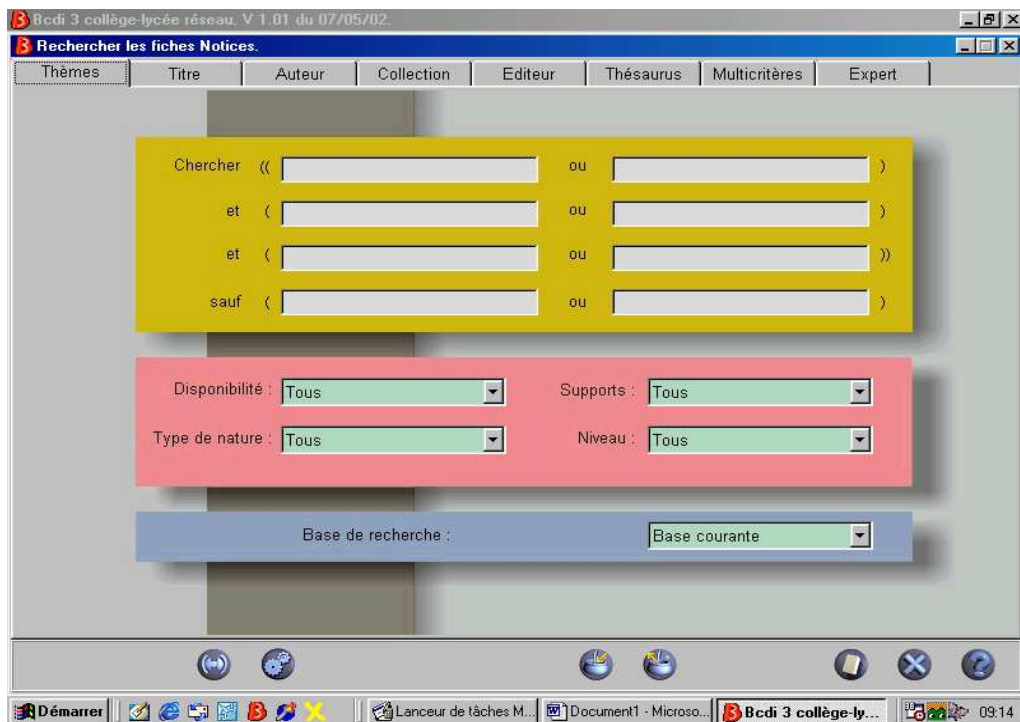 Bcdi 3 collège-lycée réseau. V 1.01 du 07/05/02.
Rechercher les fiches Notices.
Thèmes Titre Auteur Collection Editeur Thésaurus Multicritères Expert
Chercher (( ou )
et ( ou )
et ( ou ))
sauf ( ou )
Disponibilité : Tous Supports : Tous
Type de nature : Tous Niveau : Tous
Base de recherche : Base courante
Démarrer Lanceur de tâches M... Document1 - Microso... Bcdi 3 collège-ly... 09:14